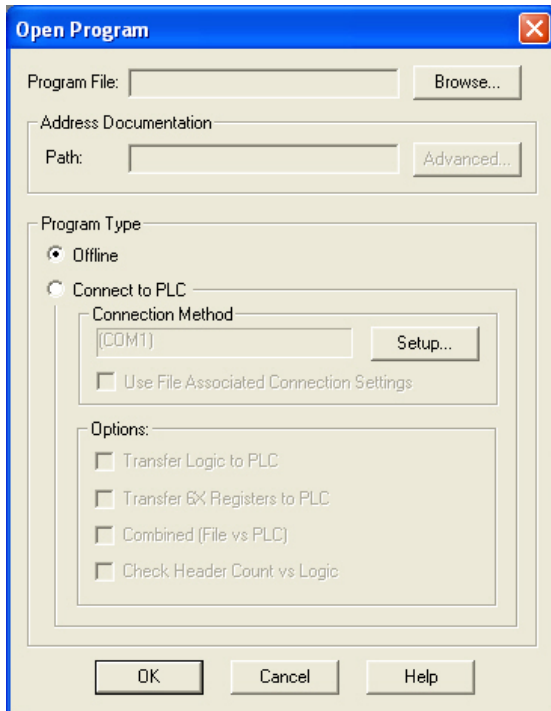 Open Program
Program File: Browse...
Address Documentation
Path: Advanced...
Program Type
Offline
Connect to PLC
Connection Method
(COM1) Setup...
Use File Associated Connection Settings
Options:
Transfer Logic to PLC
Transfer 6X Registers to PLC
Combined (File vs PLC)
Check Header Count vs Logic
OK Cancel Help